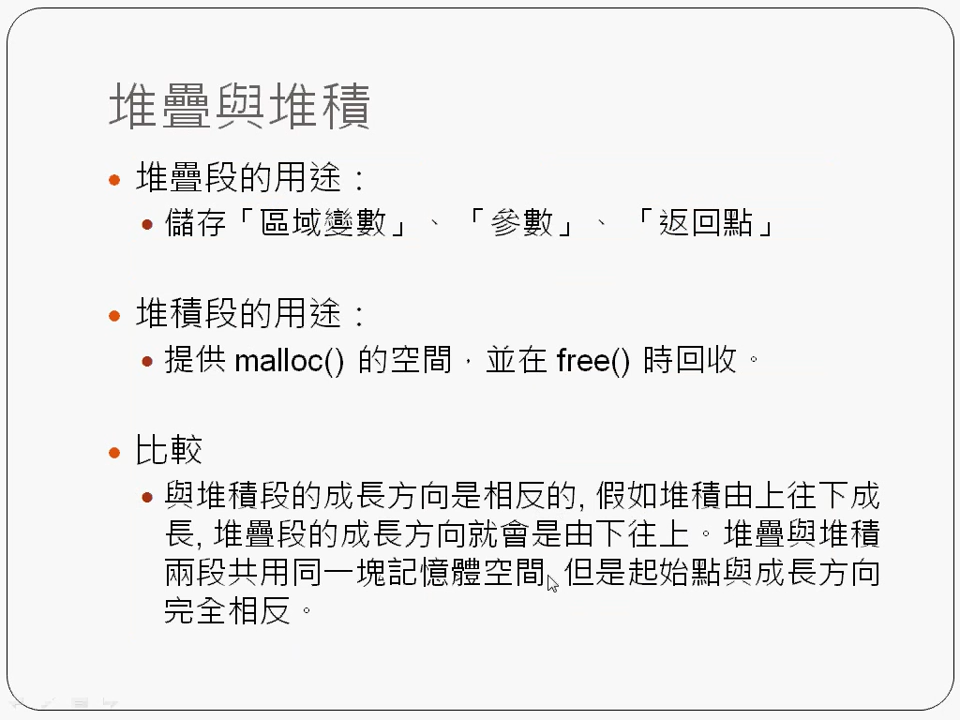 堆疊與堆積
堆疊段的用途：
儲存「區域變數」、「參數」、「返回點」
堆積段的用途：
提供 malloc() 的空間，並在 free() 時回收。
比較
與堆積段的成長方向是相反的, 假如堆積由上往下成
長, 堆疊段的成長方向就會是由下往上。堆疊與堆積
兩段共用同一塊記憶體空間, 但是起始點與成長方向
完全相反。